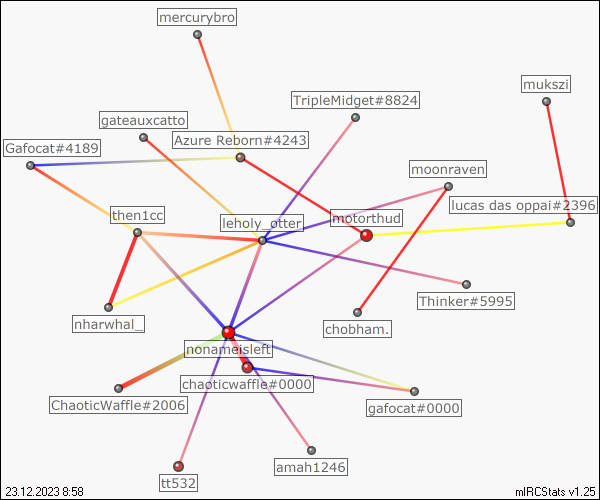 mercurybro
mukszi
TripleMidget#8824
gateauxcatto
Azure Reborn#4243
Gafocat#4189
moonraven
lucas das oppai#2396
then1cc
leholy_otter
motorthud
Thinker#5995
nharwhal_
chobham.
nonameisleft
chaoticwaffle#0000
ChaoticWaffle#2006
gafocat#0000
amah1246
tt532
23.12.2023 8:58
mIRCStats v1.25